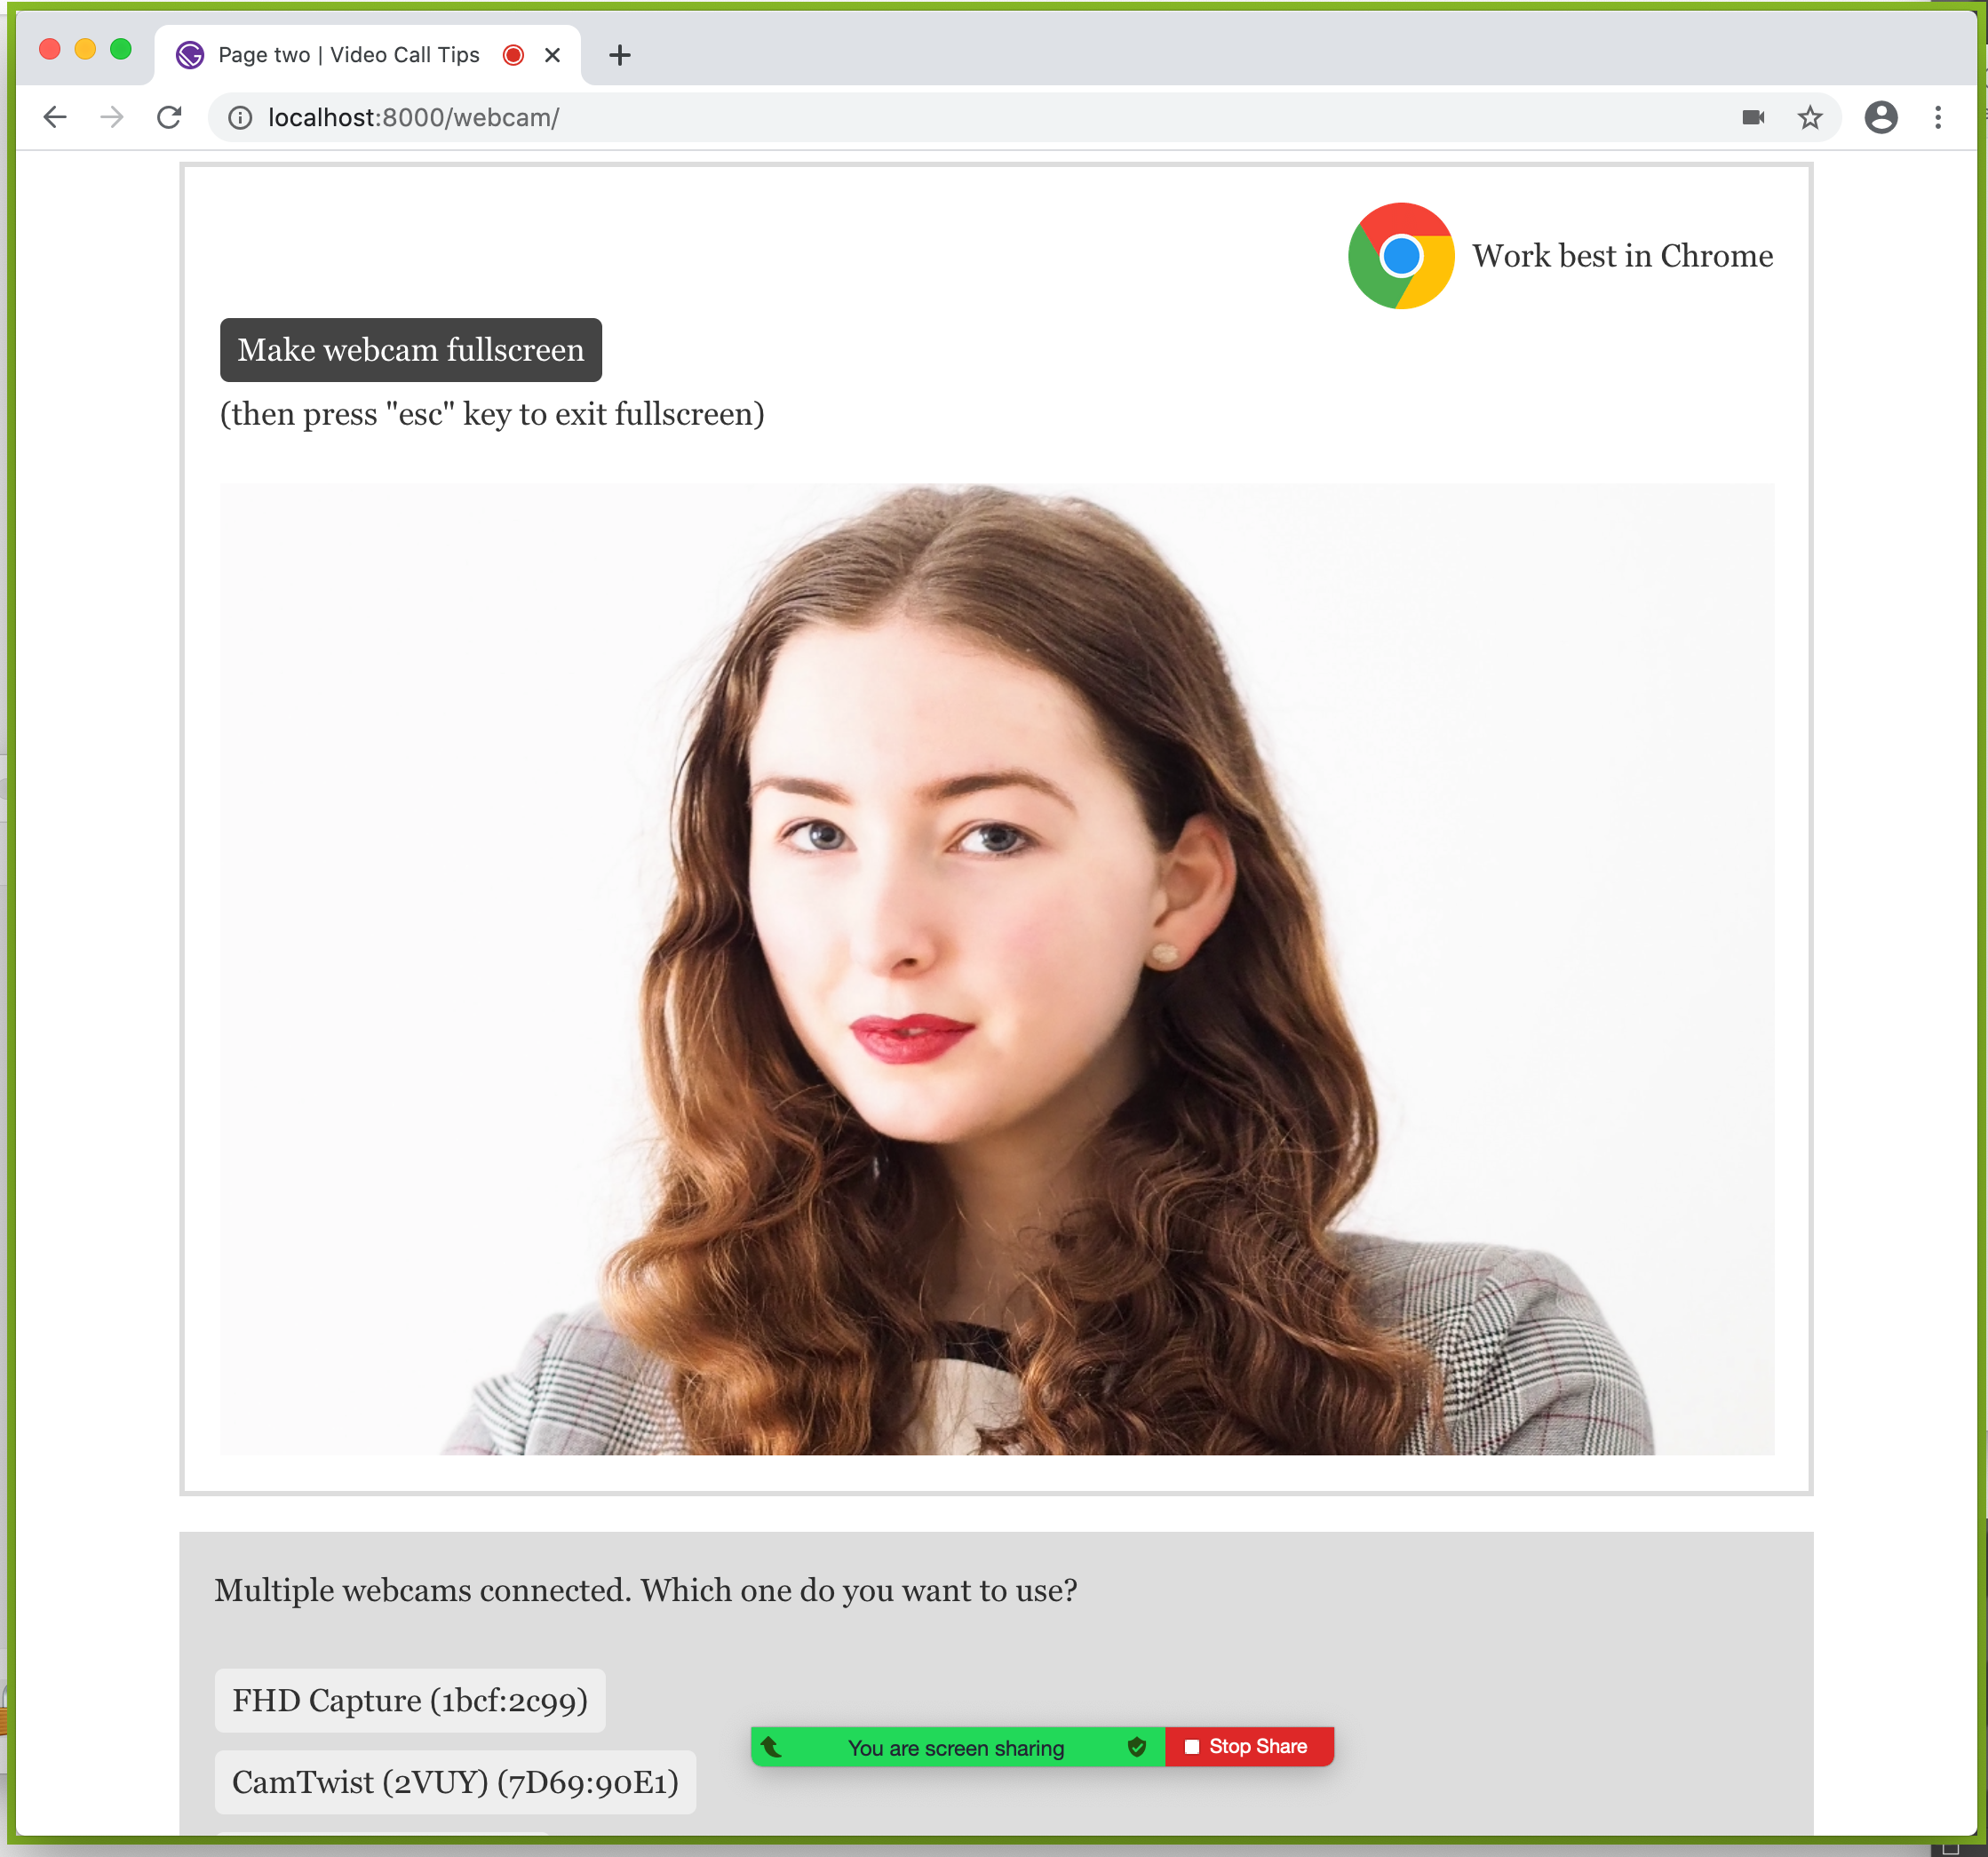 Page two | Video Call Tips
localhost:8000/webcam/
Work best in Chrome
Make webcam fullscreen
(then press "esc" key to exit fullscreen)
Multiple webcams connected. Which one do you want to use?
FHD Capture (1bcf:2c99)
You are screen sharing
Stop Share
CamTwist (2VUY) (7D69:90E1)